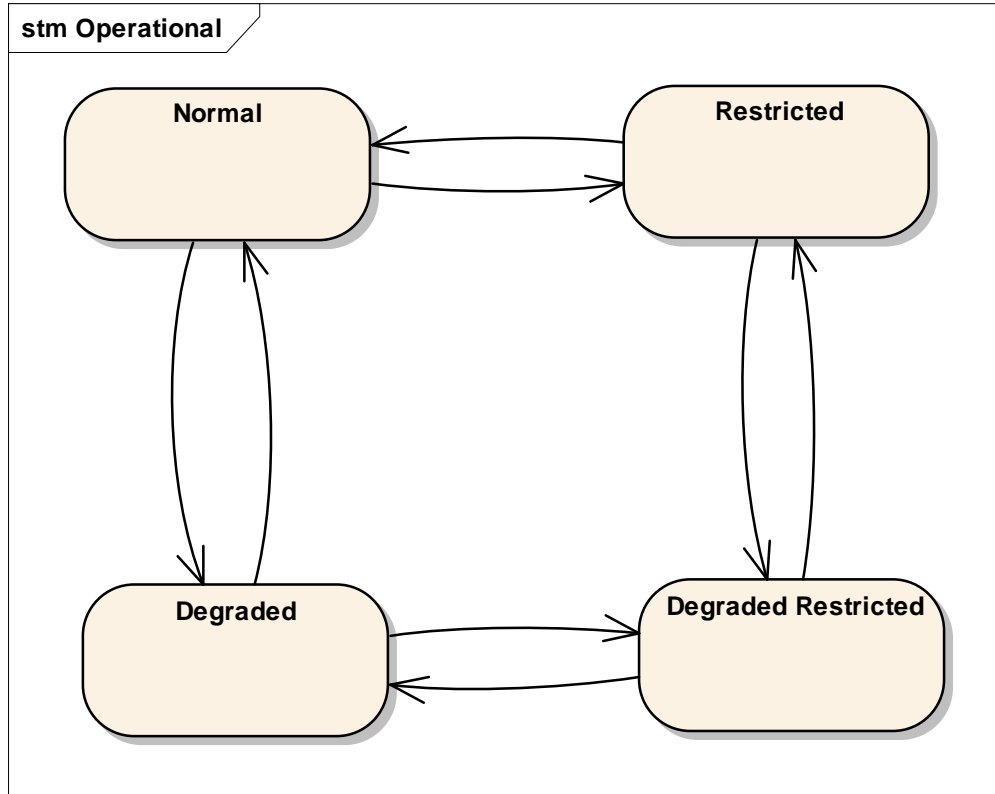 stm Operational
Normal
Restricted
Degraded
Degraded Restricted